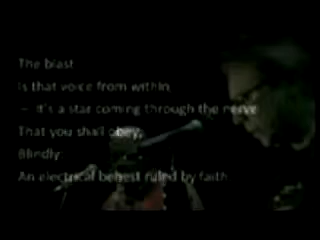 The blast
Is that voice from within,
– It's a star coming through the nerve
That you shall obey,
Blindly:
An electrical behest ruled by faith